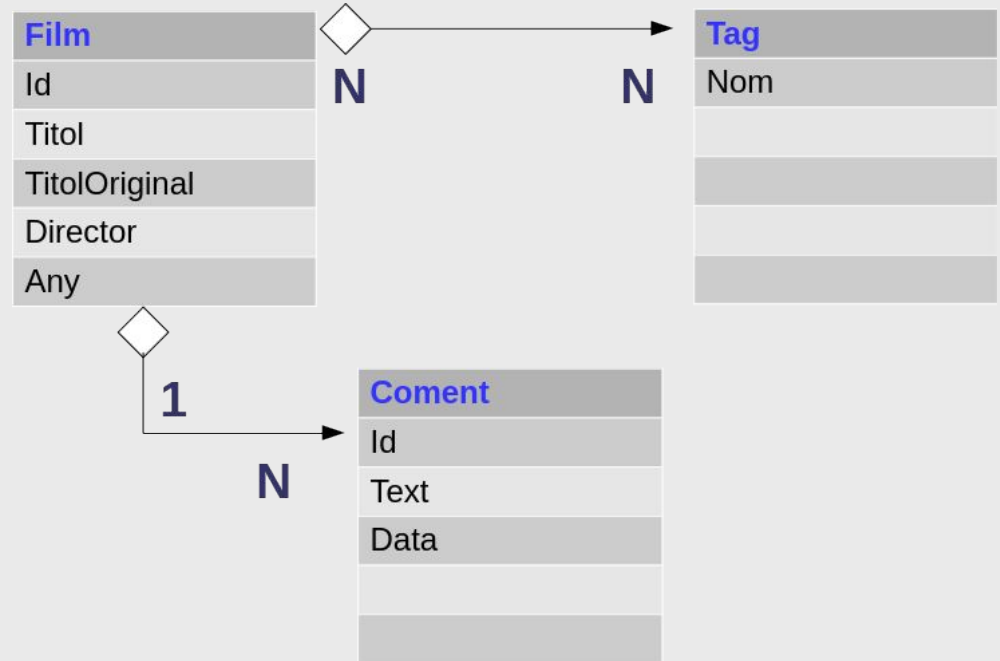 Film
Id
Titol
TitolOriginal
Director
Any
N
N
Tag
Nom
1
N
Coment
Id
Text
Data